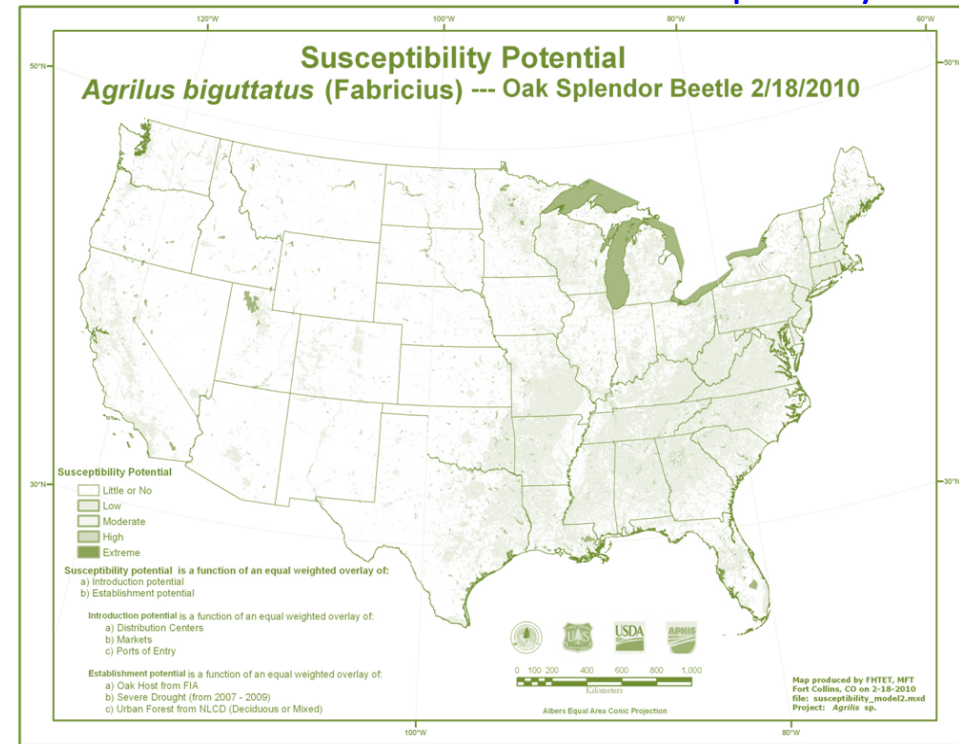 120°W 100°W 80°W 60°W
Susceptibility Potential
50°N 50°N
Agrilus biguttatus (Fabricius) --- Oak Splendor Beetle 2/18/2010
Susceptibility Potential
30°N 30°N
Little or No
Low
Moderate
High
Extreme
Susceptibility potential is a function of an equal weighted overlay of:
a) Introduction potential
b) Establishment potential
Introduction potential is a function of an equal weighted overlay of:
a) Distribution Centers
b) Markets
c) Ports of Entry
Establishment potential is a function of an equal weighted overlay of:
a) Oak Host from FIA
b) Severe Drought (from 2007 - 2009)
c) Urban Forest from NLCD (Deciduous or Mixed)
UAS USDA APHIS
0 100 200 400 600 800 1,000
Kilometers
Albers Equal Area Conic Projection
Map produced by FHTET, MFT
Fort Collins, CO on 2-18-2010
file: susceptibility_model2.mxd
Project: Agrilis sp.
100°W 80°W